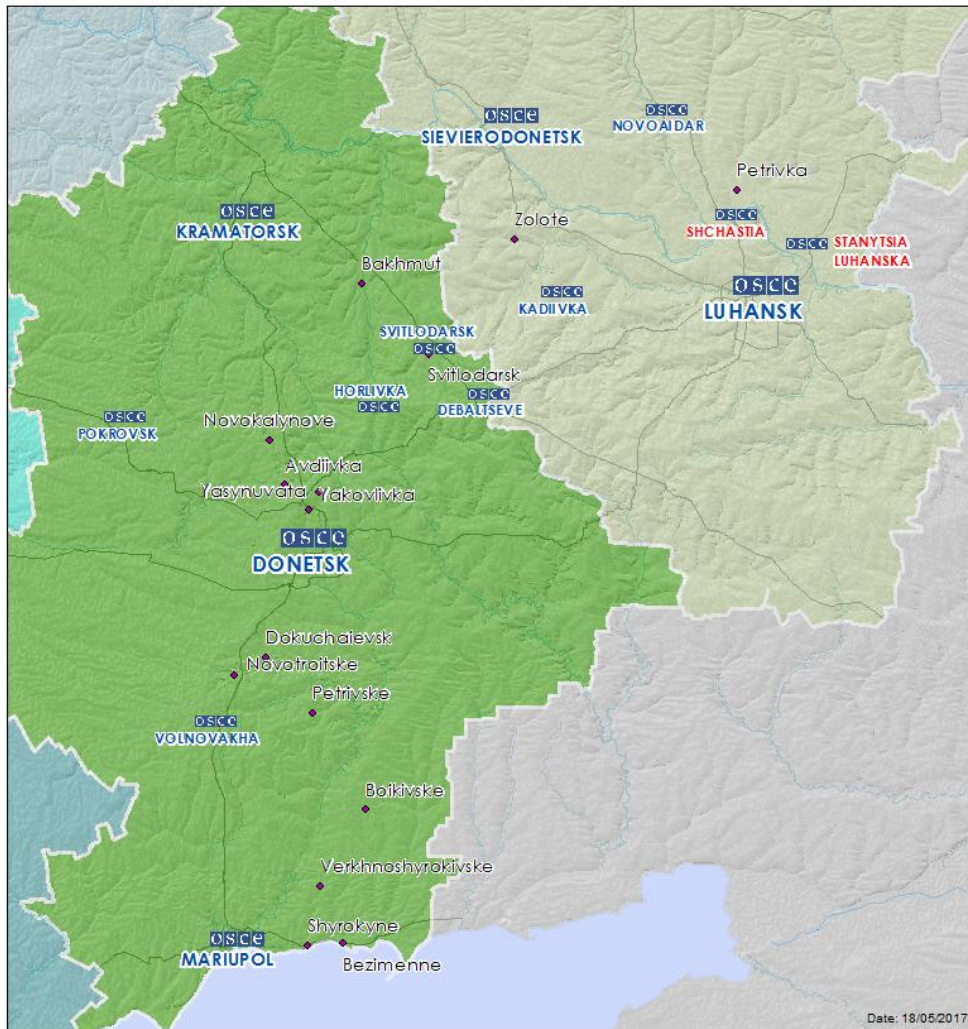 osce
SIEVIERODONETSK
osce
NOVOAIDAR
Petrivka
osce
KRAMATORSK
Zolote
osce
SHCHASTIA
osce
STANYTSIA
LUHANSKA
Bakhmut
osce
KADIIVKA
osce
LUHANSK
SVITLODARSK
osce
Svitlodarsk
HORLIVKA
osce
osce
DEBALTSEVE
osce
POKROVSK
Novokalynove
Avdiivka
Yasynuvata
Yakovlivka
osce
DONETSK
Dokuchaievsk
Novotroitske
Petrivske
osce
VOLNOVAKHA
Boikivske
Verkhnoshyrokivske
Shyrokyne
osce
MARIUPOL
Bezimenne
Date: 18/05/2017